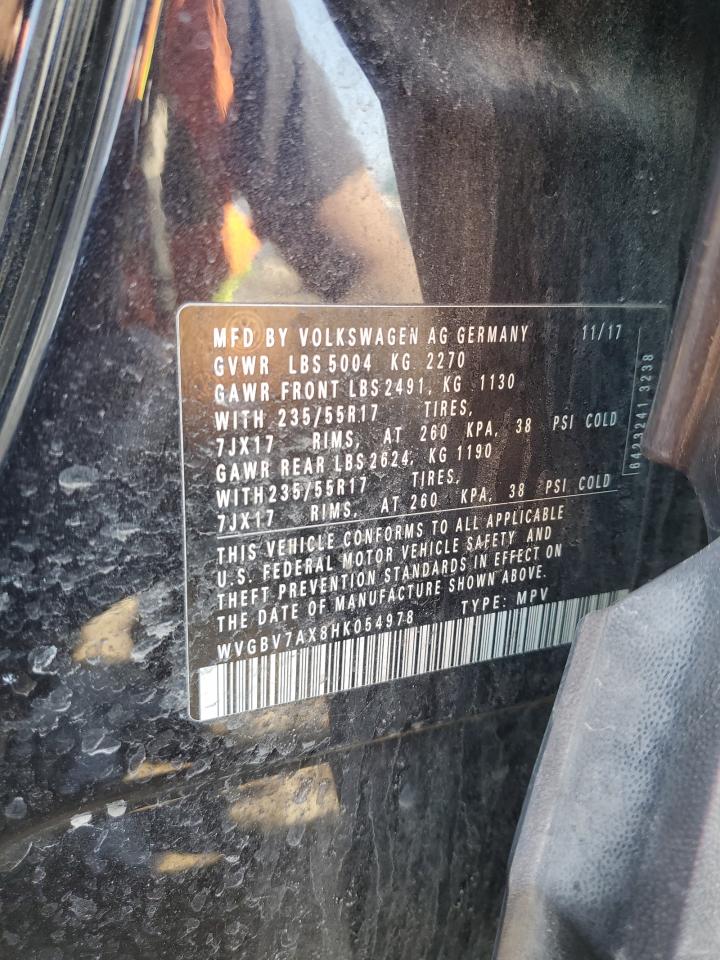 MFD BY VOLKSWAGEN AG GERMANY 11/17
GVWR LBS 5004 KG 2270
GAWR FRONT LBS 2491, KG 1130
WITH 235/55R17 TIRES,
7JX17 RIMS, AT 260 KPA, 38 PSI COLD
GAWR REAR LBS 2624, KG 1190
WITH 235/55R17 TIRES,
7JX17 RIMS, AT 260 KPA, 38 PSI COLD
THIS VEHICLE CONFORMS TO ALL APPLICABLE
U.S. FEDERAL MOTOR VEHICLE SAFETY AND
THEFT PREVENTION STANDARDS IN EFFECT ON
THE DATE OF MANUFACTURE SHOWN ABOVE.
WVGBV7AX8HK054978 TYPE: MPV
6423241 3238